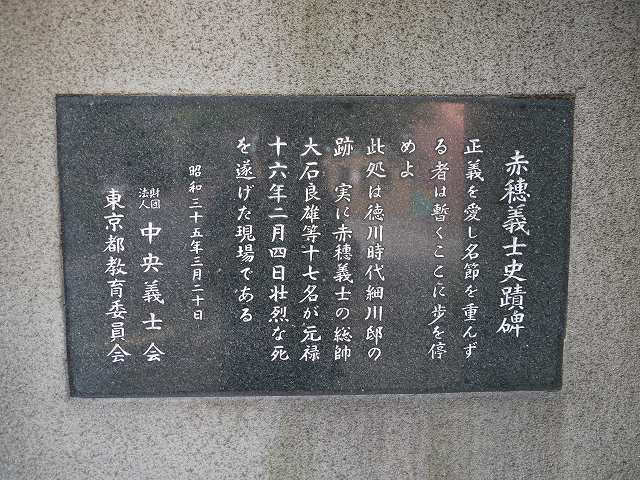 赤穂義士史蹟碑
正義を愛し名節を重んず
る者は暫くここに歩を停
めよ
此処は徳川時代細川邸の
跡 実に赤穂義士の総帥
大石良雄等十七名が元禄
十六年二月四日壮烈な死
を遂げた現場である
昭和三十五年三月二十日
財団法人 中央義士会
東京都教育委員会